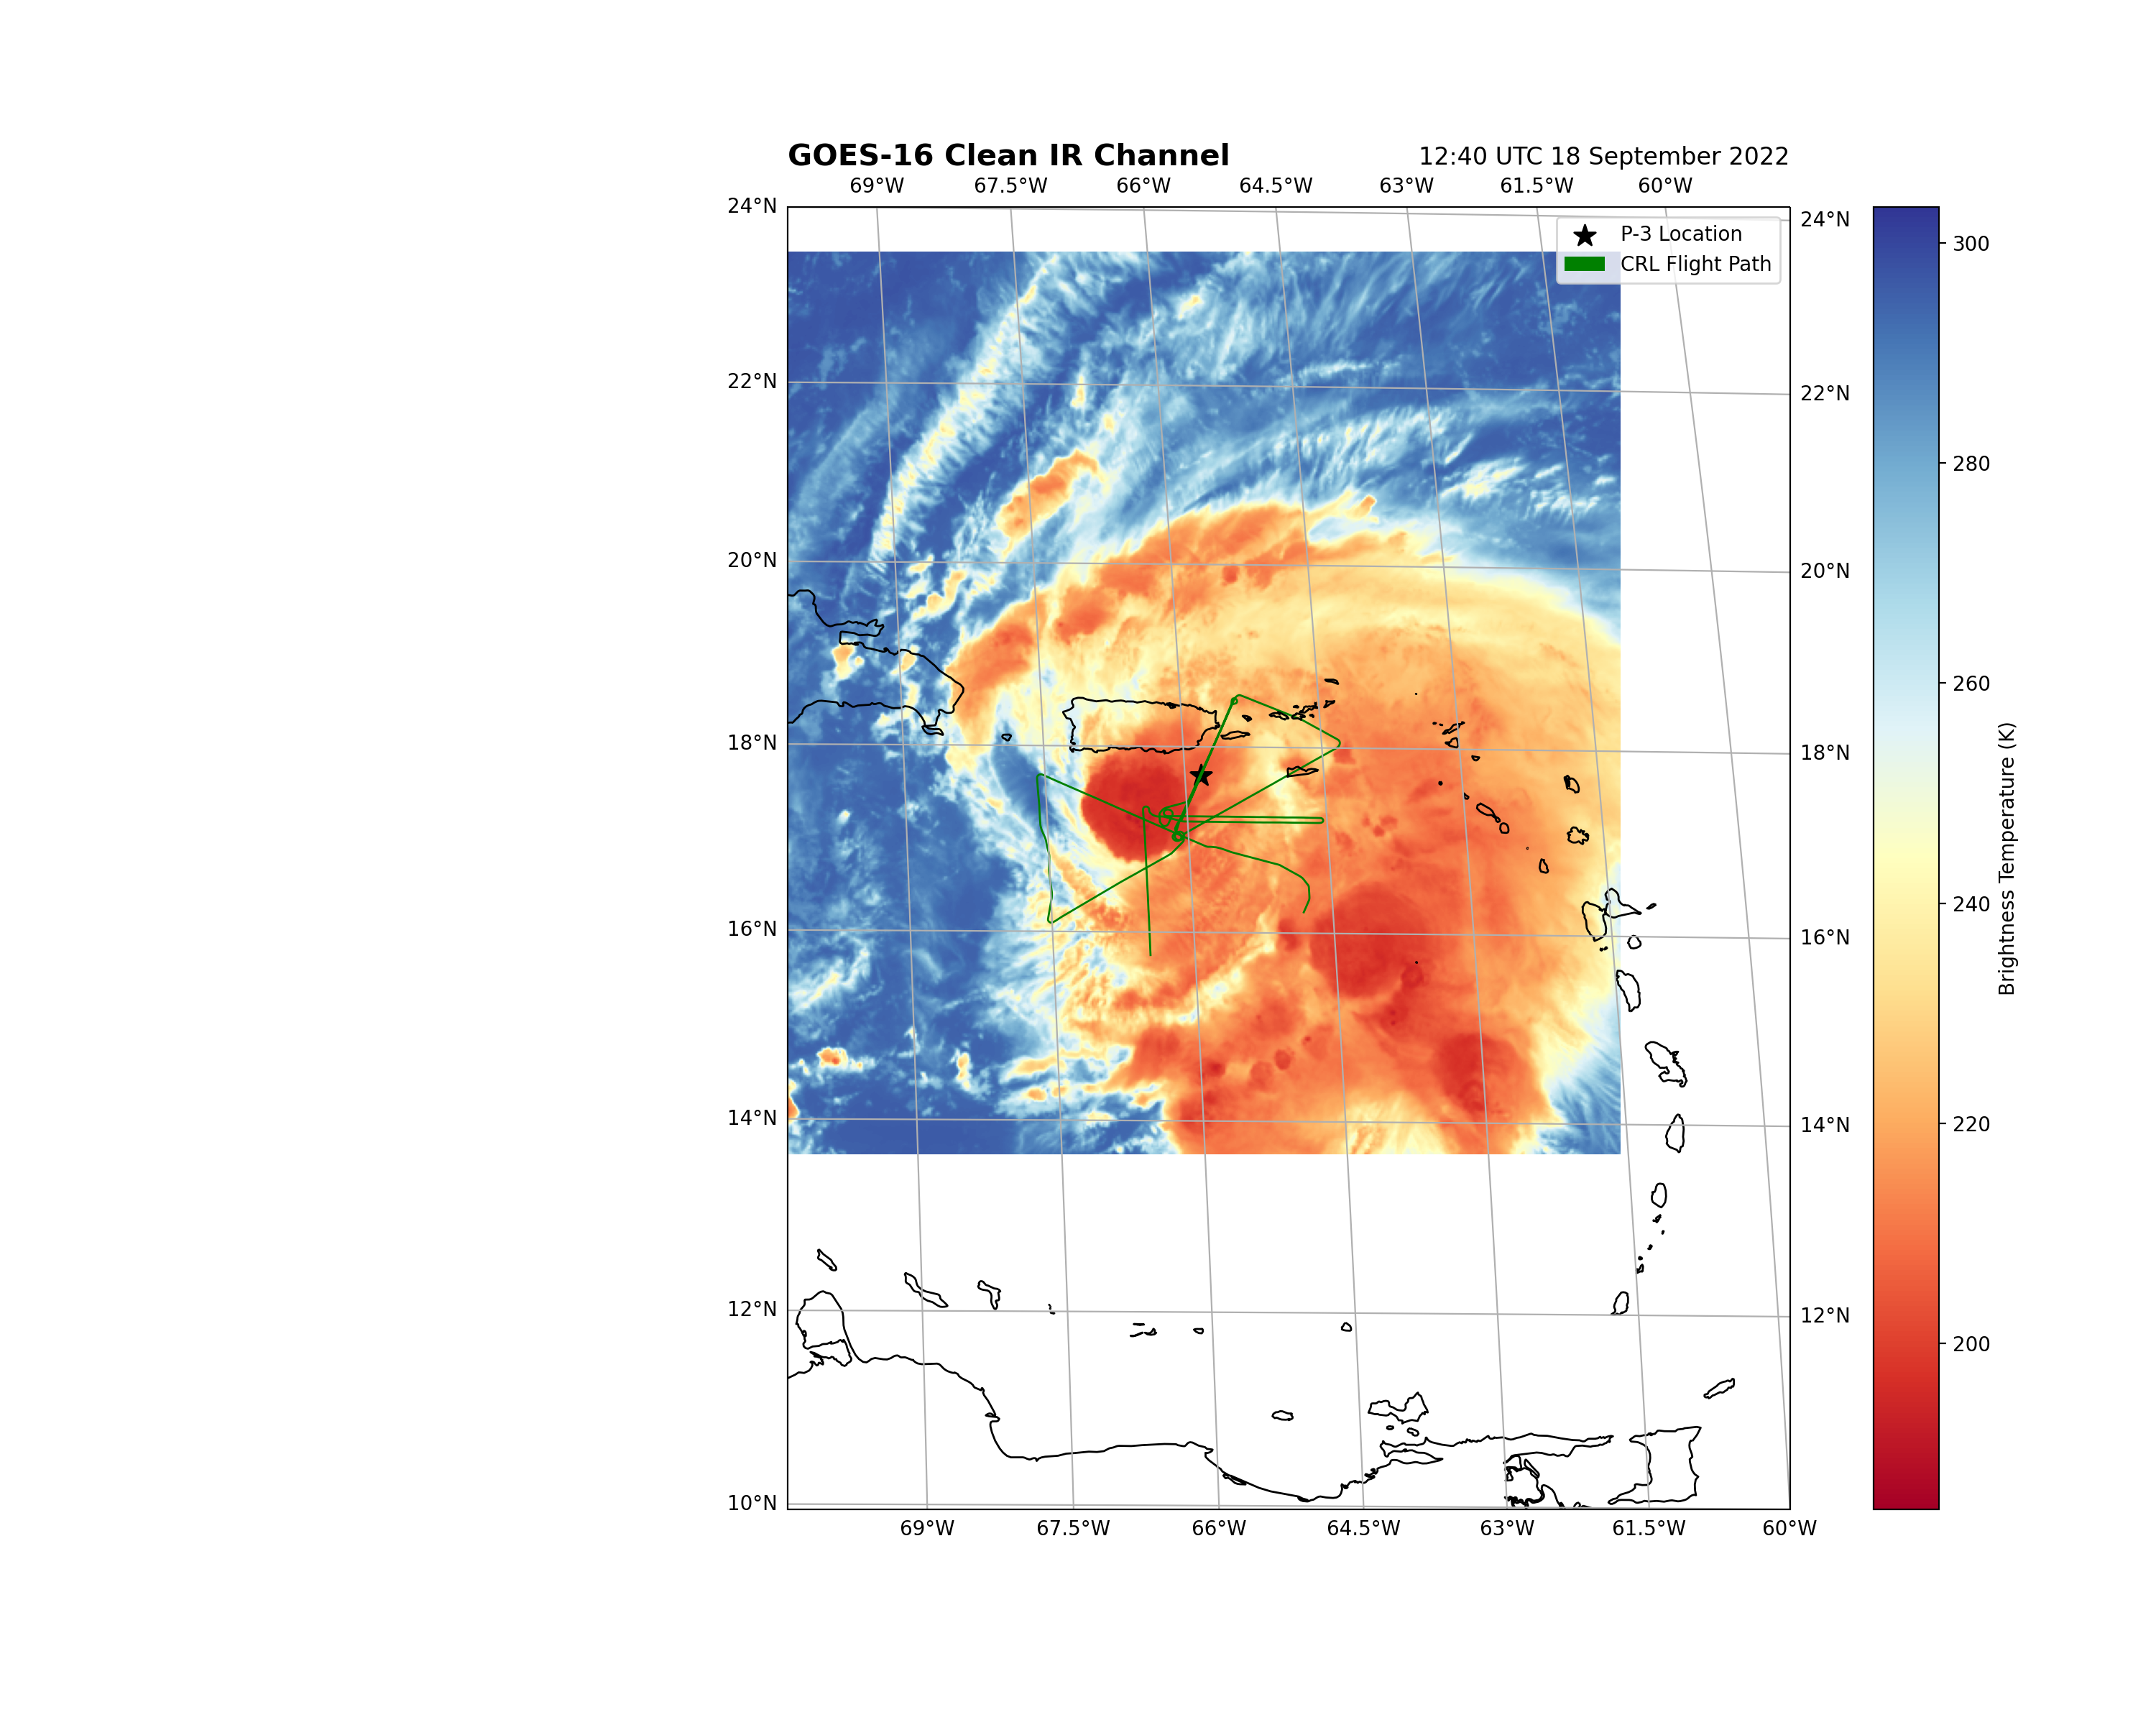 GOES-16 Clean IR Channel
12:40 UTC 18 September 2022
69°W 67.5°W 66°W 64.5°W 63°W 61.5°W 60°W
24°N
24°N
P-3 Location
CRL Flight Path
300
22°N
22°N
280
20°N
20°N
260
18°N
18°N
Brightness Temperature (K)
240
16°N
16°N
220
14°N
14°N
200
12°N
12°N
10°N
69°W 67.5°W 66°W 64.5°W 63°W 61.5°W 60°W